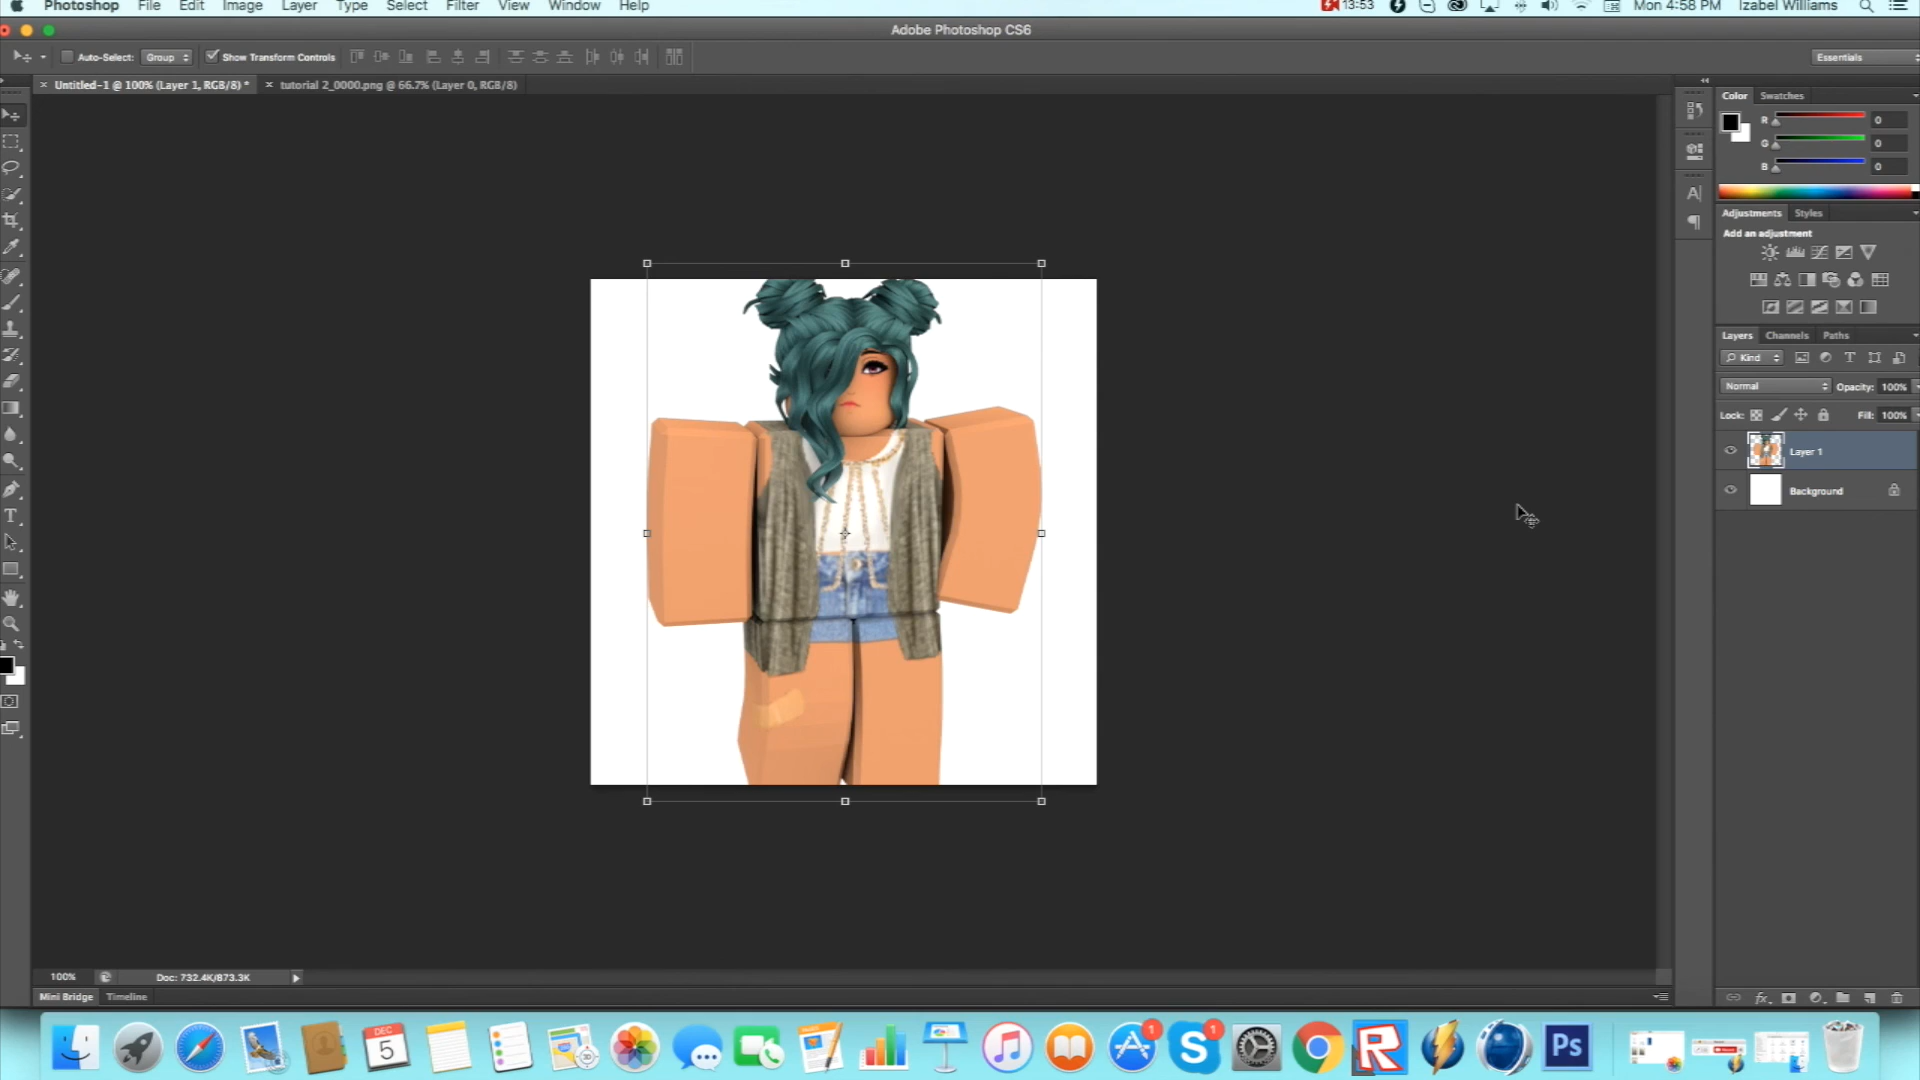 Photoshop File Edit Image Layer Type Select Filter View Window Help 13:53 Mon 4:58 PM Izabel Williams
Adobe Photoshop CS6
Auto-Select: Group Show Transform Controls Essentials
Untitled-1 @ 100% (Layer 1, RGB/8) * tutorial 2_0000.png @ 66.7% (Layer 0, RGB/8)
Color Swatches
R 0
G 0
B 0
Adjustments Styles
Add an adjustment
Layers Channels Paths
Kind
Normal Opacity: 100%
Lock: Fill: 100%
Layer 1
Background
100% Doc: 732.4K/873.3K
Mini Bridge Timeline
DEC
5
1
1
Ps